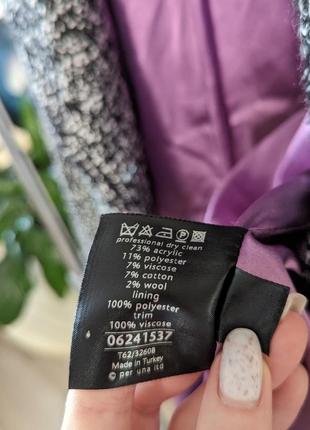 professional dry clean
73% acrylic
11% polyester
7% viscose
7% cotton
2% wool
lining
100% polyester
trim
100% viscose
06241537
T62/3260B
Made in Turkey
© per una ltd